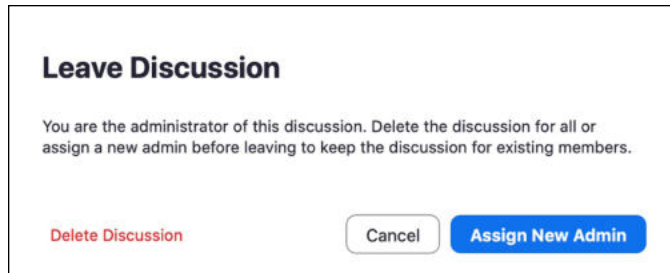 Leave Discussion
You are the administrator of this discussion. Delete the discussion for all or
assign a new admin before leaving to keep the discussion for existing members.
Delete Discussion Cancel Assign New Admin